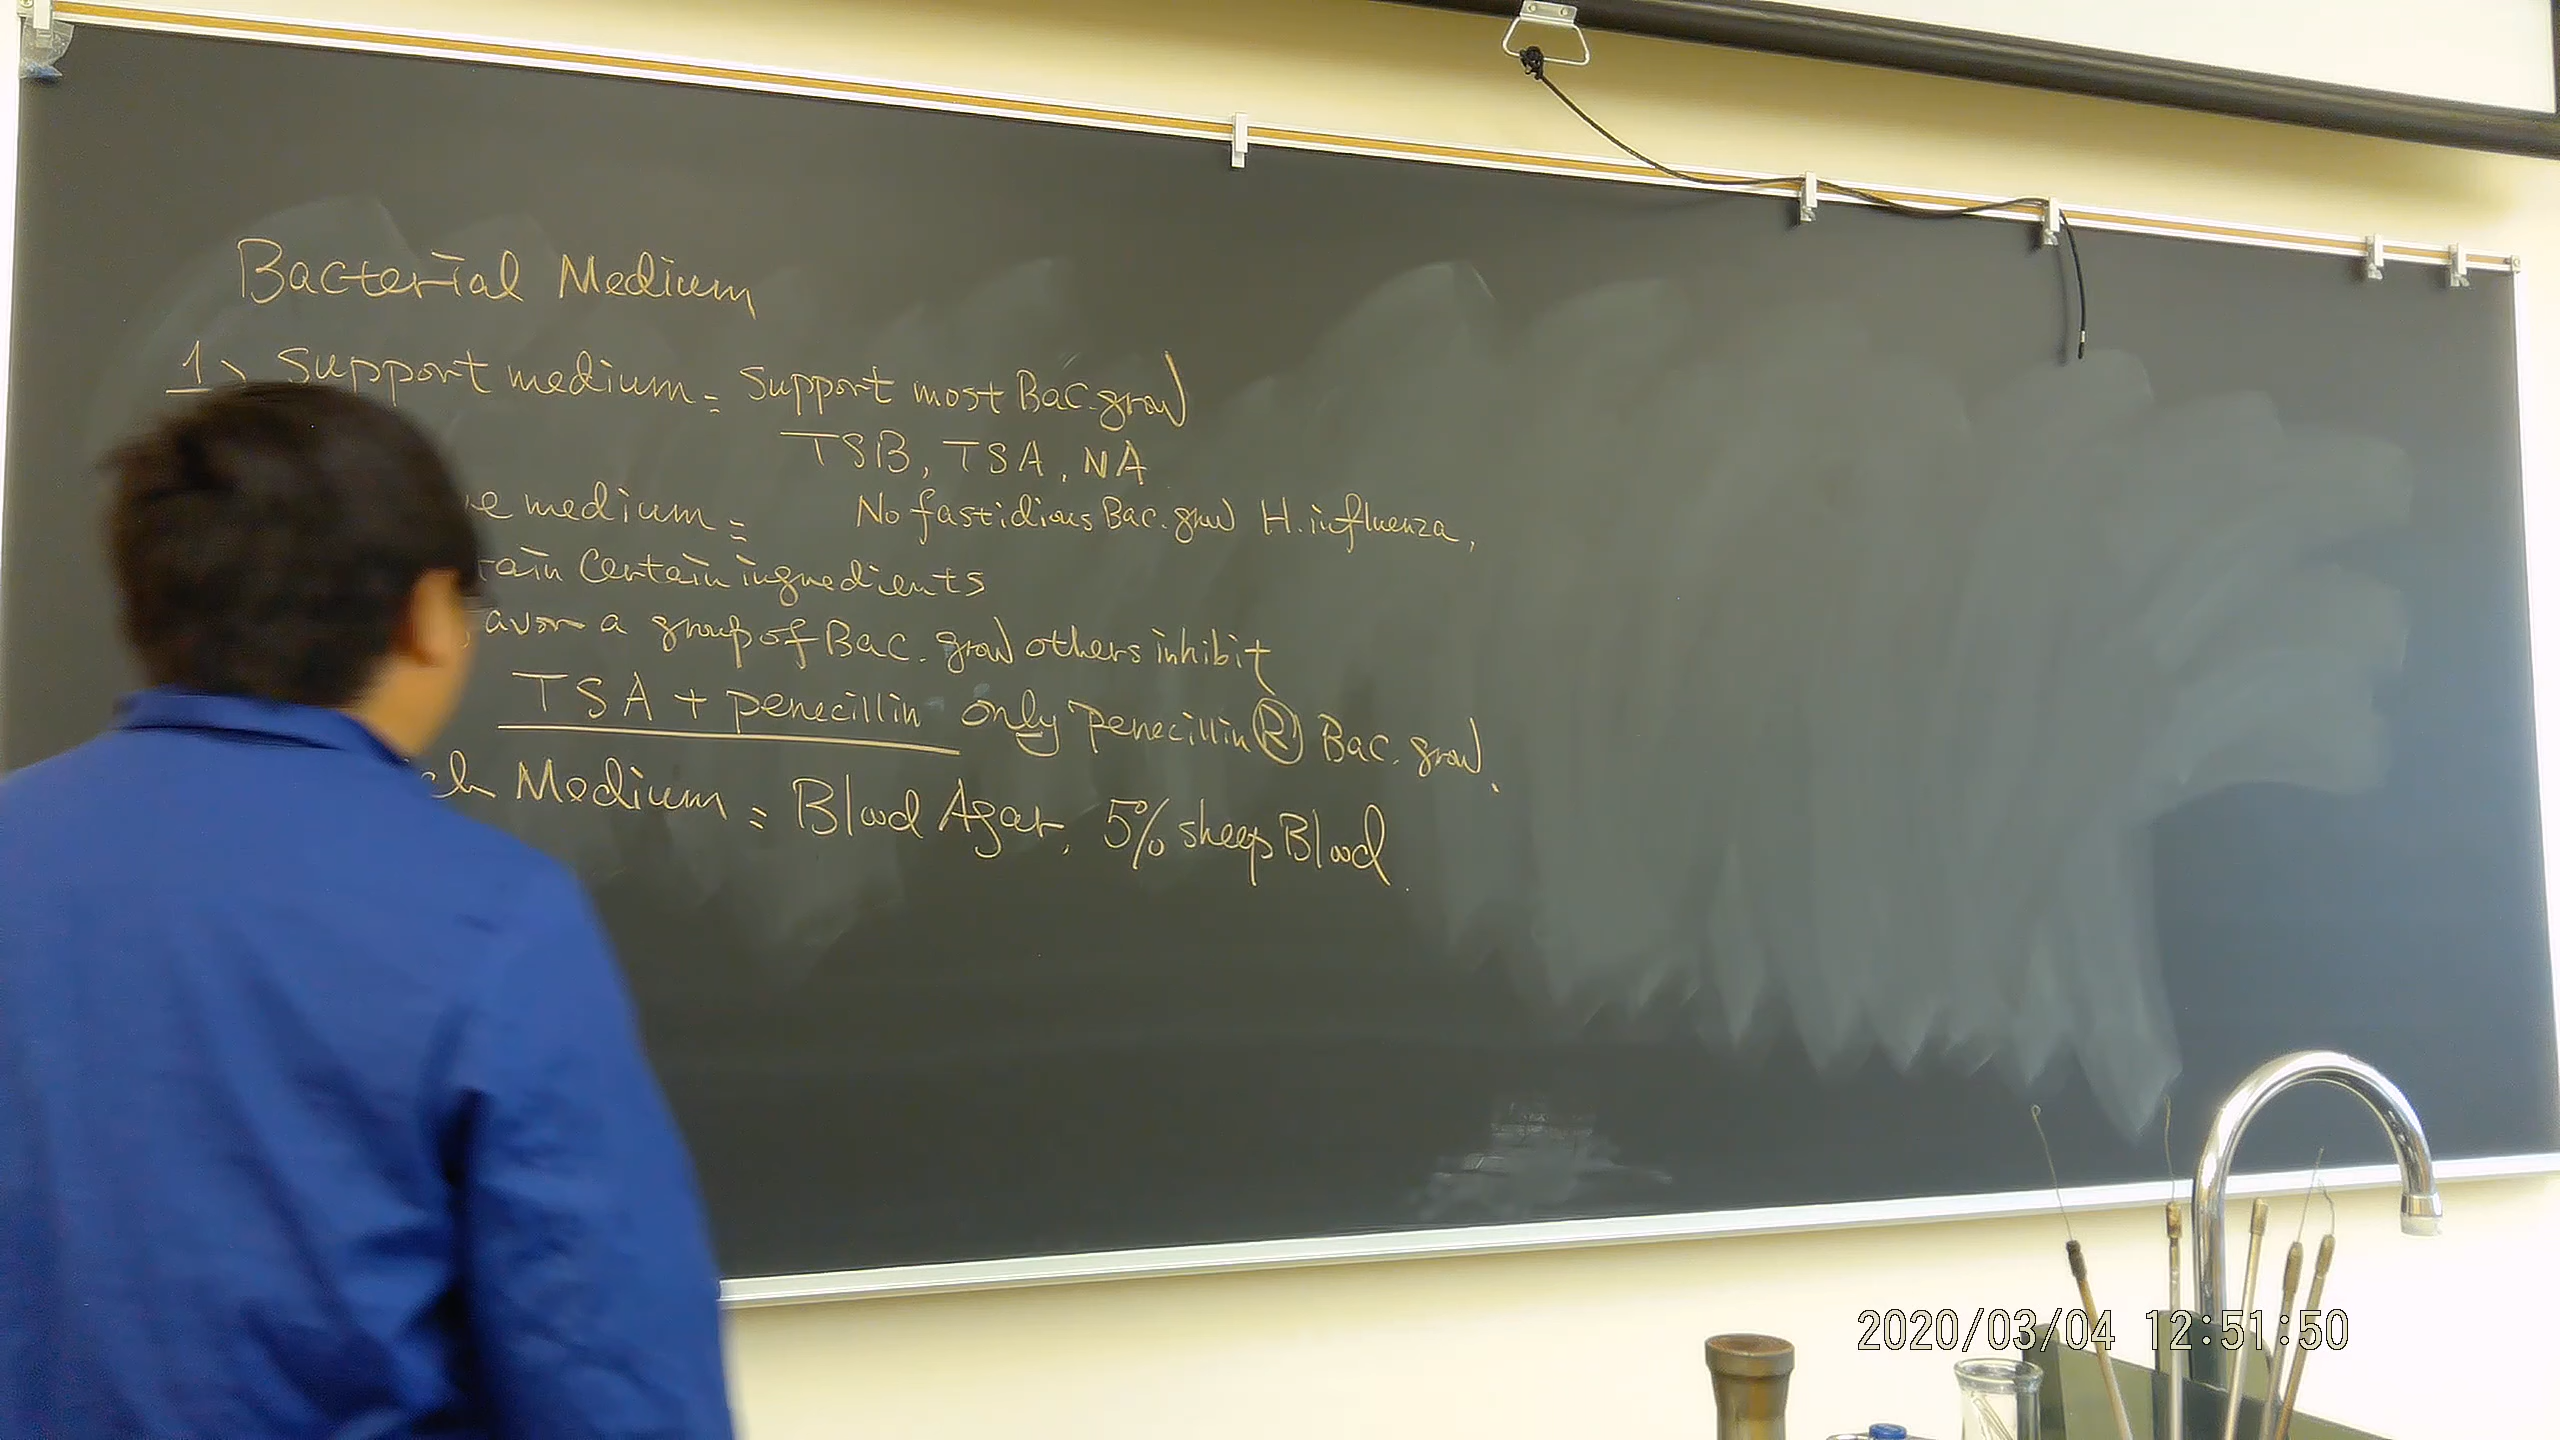 Bacterial Medium
1> Support medium = Support most Bac. grow
TSB, TSA, NA
medium = No fastidious Bac. grow H. influenza,
Certain ingredients
avor a group of Bac. grow others inhibit
TSA + penecillin only penecillin Ⓡ Bac. grow.
Medium = Blood Agar, 5% sheep Blood
2020/03/04 12:51:50